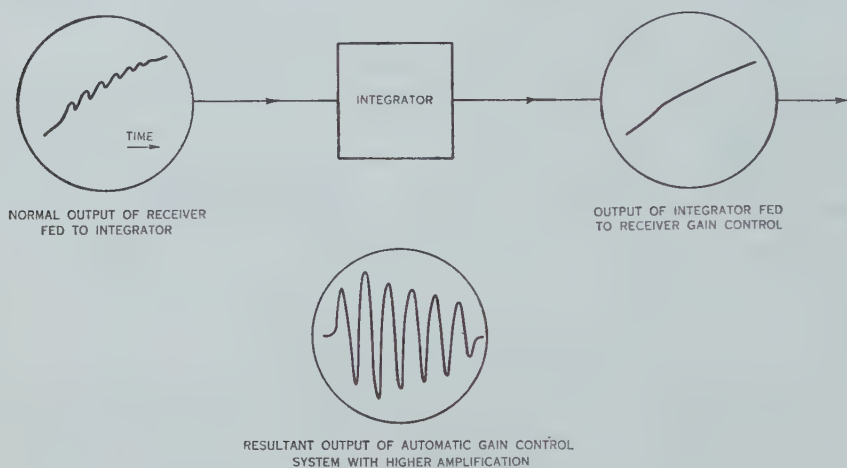 TIME
INTEGRATOR
NORMAL OUTPUT OF RECEIVER
FED TO INTEGRATOR
OUTPUT OF INTEGRATOR FED
TO RECEIVER GAIN CONTROL
RESULTANT OUTPUT OF AUTOMATIC GAIN CONTROL
SYSTEM WITH HIGHER AMPLIFICATION